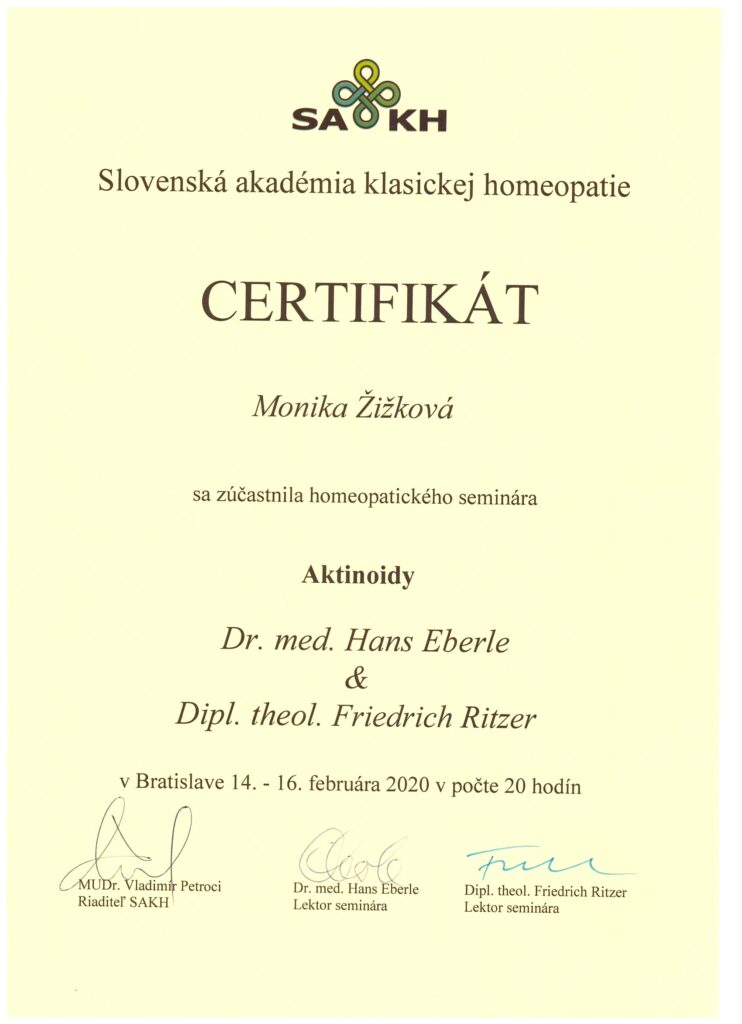 SAKH
Slovenská akadémia klasickej homeopatie
CERTIFIKÁT
Monika Žižková
sa zúčastnila homeopatického seminára
Aktinoidy
Dr. med. Hans Eberle
&
Dipl. theol. Friedrich Ritzer
v Bratislave 14. - 16. februára 2020 v počte 20 hodín
MUDr. Vladimír Petroci
Riaditeľ SAKH
Dr. med. Hans Eberle
Lektor seminára
Dipl. theol. Friedrich Ritzer
Lektor seminára